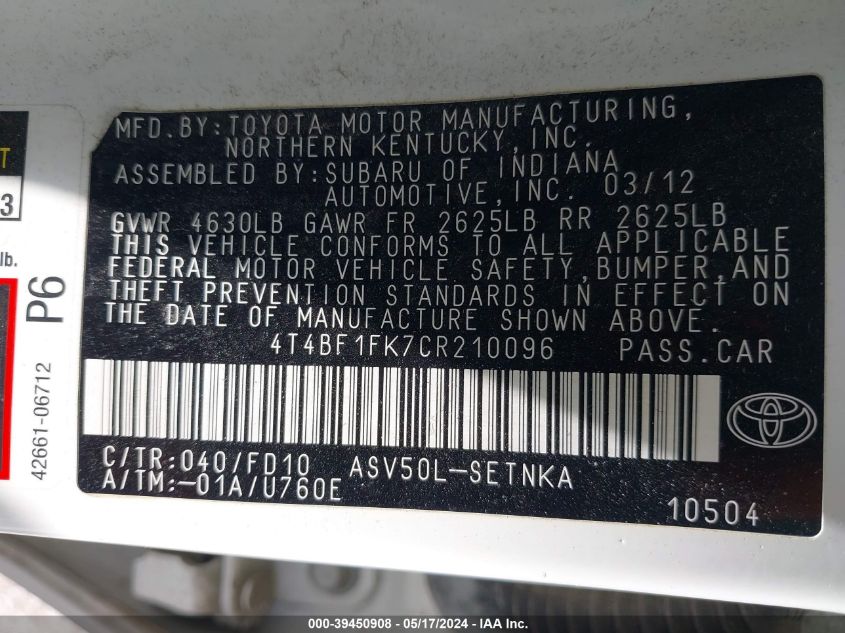 MFD.BY:TOYOTA MOTOR MANUFACTURING,
NORTHERN KENTUCKY,INC.
ASSEMBLED BY:SUBARU OF INDIANA
AUTOMOTIVE,INC. 03/12
GVWR 4630LB GAWR FR 2625LB RR 2625LB
THIS VEHICLE CONFORMS TO ALL APPLICABLE
FEDERAL MOTOR VEHICLE SAFETY,BUMPER,AND
THEFT PREVENTION STANDARDS IN EFFECT ON
THE DATE OF MANUFACTURE SHOWN ABOVE.
4T4BF1FK7CR210096 PASS.CAR
C/TR:040/FD10 ASV50L-SETNKA
A/TM:-01A/U760E
10504
T
3
lb.
P6
42661-06712
000-39450908 - 05/17/2024 - IAA Inc.